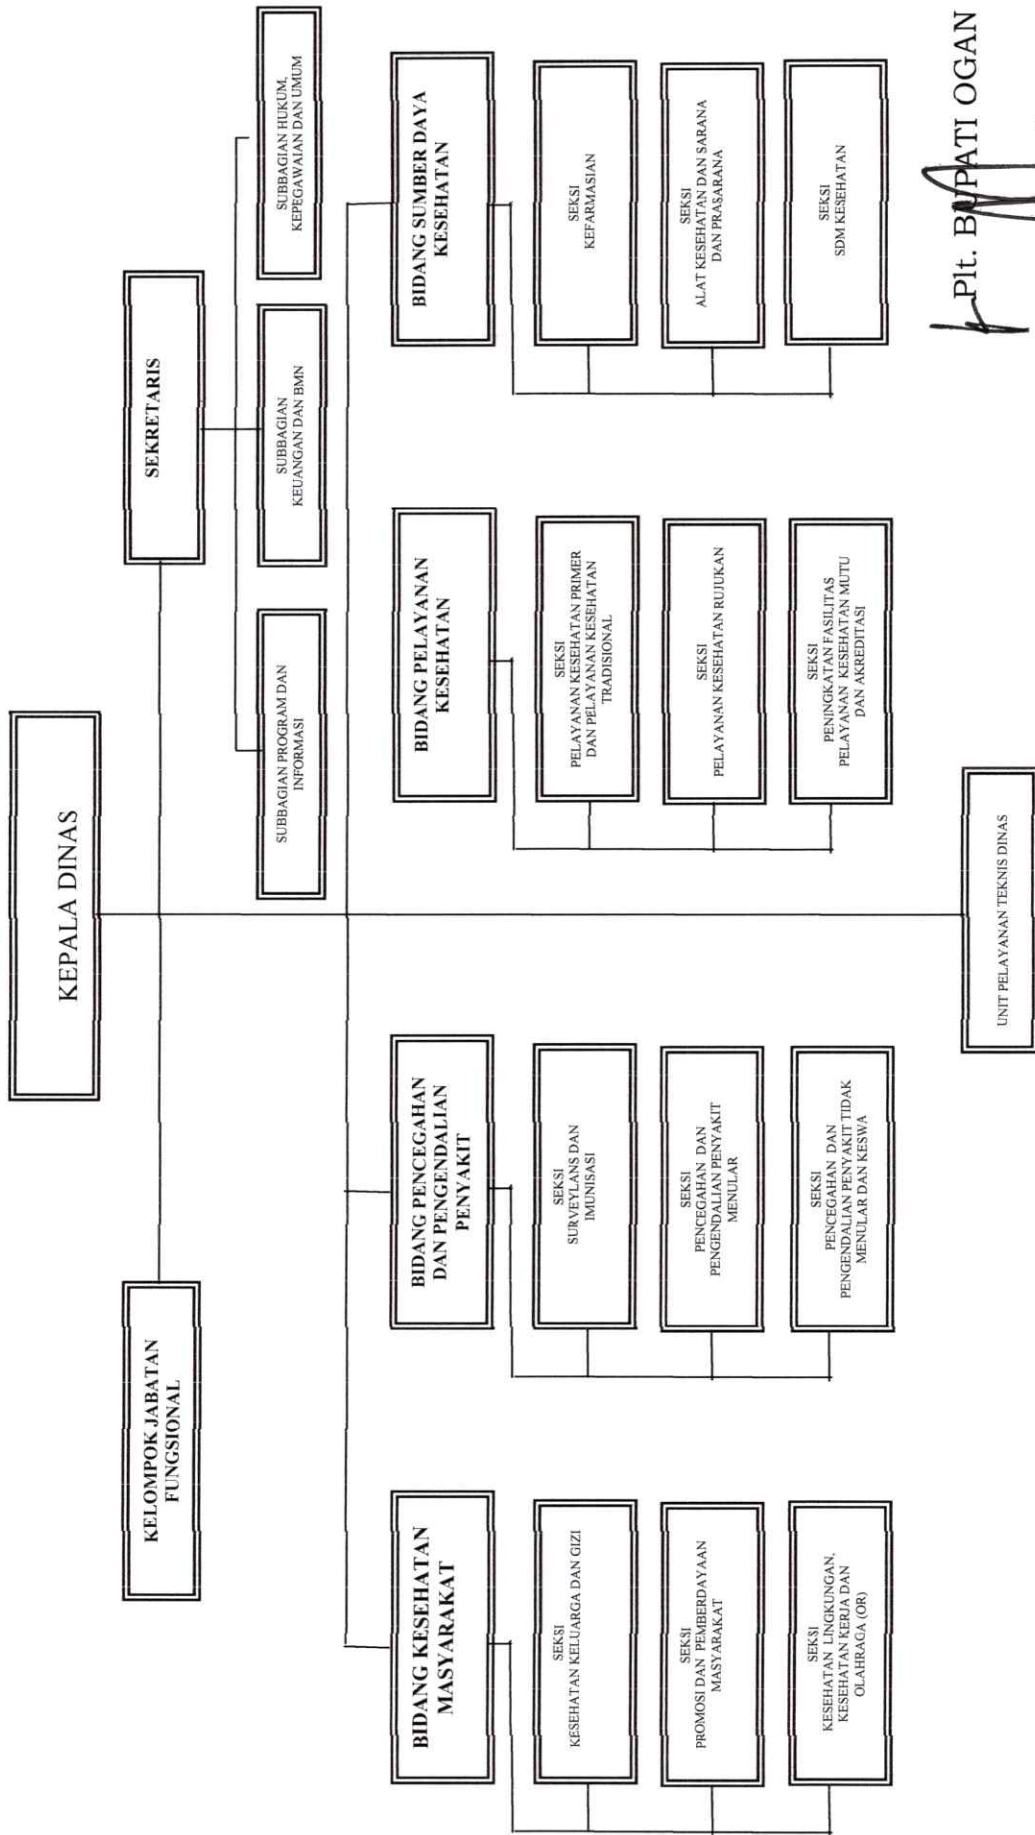 KEPALA DINAS
KELOMPOK JABATAN
FUNGSIONAL
SEKRETARIS
SUBBAGIAN PROGRAM DAN
INFORMASI
SUBBAGIAN
KEUANGAN DAN BMN
SUBBAGIAN HUKUM,
KEPEGAWAIAN DAN UMUM
BIDANG KESEHATAN
MASYARAKAT
SEKSI
KESEHATAN KELUARGA DAN GIZI
SEKSI
PROMOSI DAN PEMBERDAYAAN
MASYARAKAT
SEKSI
KESEHATAN LINGKUNGAN,
KESEHATAN KERJA DAN
OLAHRAGA (OR)
BIDANG PENCEGAHAN
DAN PENGENDALIAN
PENYAKIT
SEKSI
SURVEYLANS DAN
IMUNISASI
SEKSI
PENCEGAHAN DAN
PENGENDALIAN PENYAKIT
MENULAR
SEKSI
PENCEGAHAN DAN
PENGENDALIAN PENYAKIT TIDAK
MENULAR DAN KESWA
BIDANG PELAYANAN
KESEHATAN
SEKSI
PELAYANAN KESEHATAN PRIMER
DAN PELAYANAN KESEHATAN
TRADISIONAL
SEKSI
PELAYANAN KESEHATAN RUJUKAN
SEKSI
PENINGKATAN FASILITAS
PELAYANAN KESEHATAN MUTU
DAN AKREDITASI
BIDANG SUMBER DAYA
KESEHATAN
SEKSI
KEFARMASIAN
SEKSI
ALAT KESEHATAN DAN SARANA
DAN PRASARANA
SEKSI
SDM KESEHATAN
UNIT PELAYANAN TEKNIS DINAS
Plt. BUPATI OGAN